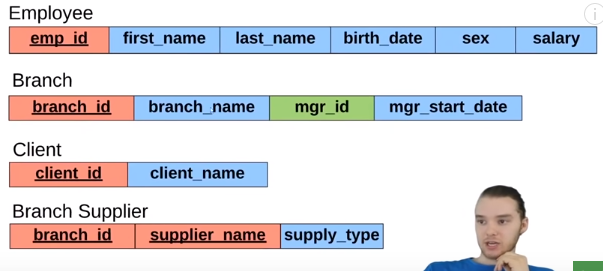 Employee
emp_id first_name last_name birth_date sex salary
Branch
branch_id branch_name mgr_id mgr_start_date
Client
client_id client_name
Branch Supplier
branch_id supplier_name supply_type